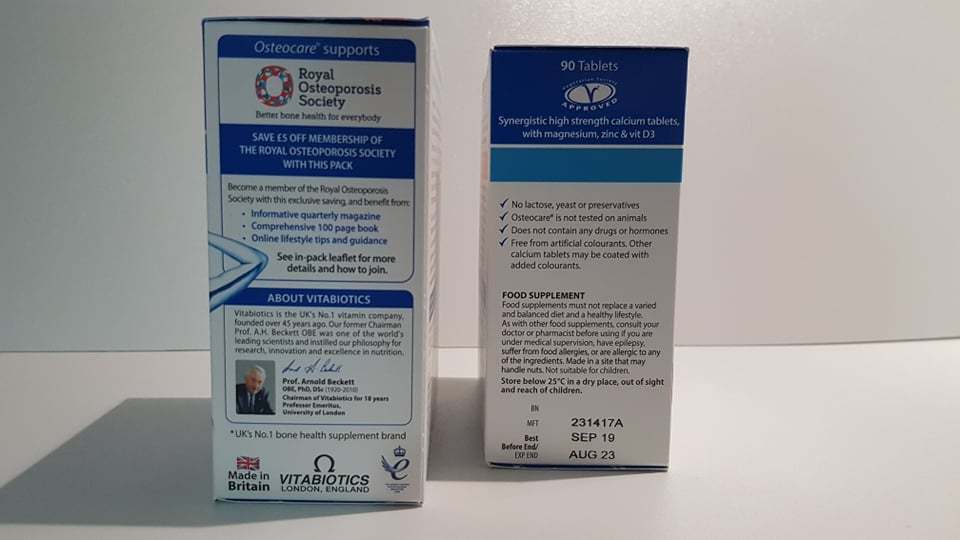 Osteocare™ supports
Royal
Osteoporosis
Society
Better bone health for everybody
SAVE £5 OFF MEMBERSHIP OF
THE ROYAL OSTEOPOROSIS SOCIETY
WITH THIS PACK
Become a member of the Royal Osteoporosis
Society with this exclusive saving, and benefit from:
• Informative quarterly magazine
• Comprehensive 100 page book
• Online lifestyle tips and guidance
See in-pack leaflet for more
details and how to join.
ABOUT VITABIOTICS
Vitabiotics is the UK's No.1 vitamin company,
founded over 45 years ago. Our former Chairman
Prof. A.H. Beckett OBE was one of the world's
leading scientists and instilled our philosophy for
research, innovation and excellence in nutrition.
Prof. Arnold Beckett
OBE, PhD, DSc (1920-2010)
Chairman of Vitabiotics for 18 years
Professor Emeritus,
University of London
*UK's No.1 bone health supplement brand
Made in
Britain
VITABIOTICS
LONDON, ENGLAND
90 Tablets
Vegetarian Society
APPROVED
Synergistic high strength calcium tablets,
with magnesium, zinc & vit D3
✓ No lactose, yeast or preservatives
✓ Osteocare® is not tested on animals
✓ Does not contain any drugs or hormones
✓ Free from artificial colourants. Other
calcium tablets may be coated with
added colourants.
FOOD SUPPLEMENT
Food supplements must not replace a varied
and balanced diet and a healthy lifestyle.
As with other food supplements, consult your
doctor or pharmacist before using if you are
under medical supervision, have epilepsy,
suffer from food allergies, or are allergic to any
of the ingredients. Made in a site that may
handle nuts. Not suitable for children.
Store below 25°C in a dry place, out of sight
and reach of children.
BN
MFT 231417A
Best SEP 19
Before End/
EXP. END AUG 23